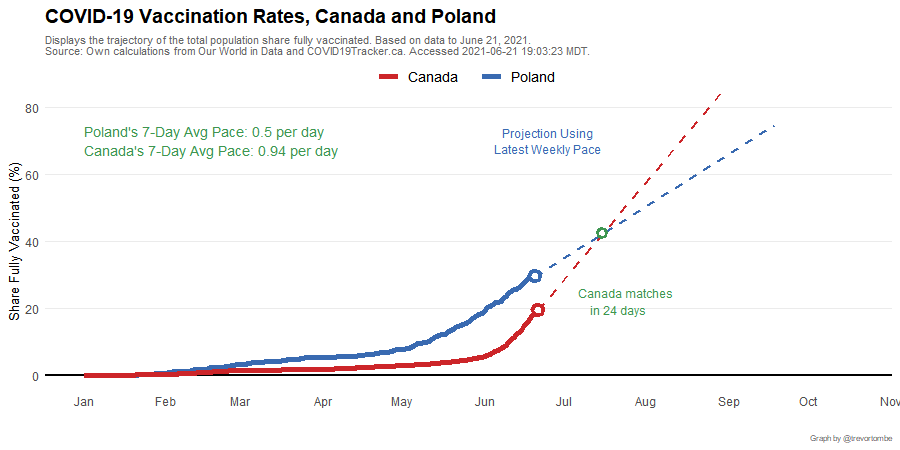 COVID-19 Vaccination Rates, Canada and Poland
Displays the trajectory of the total population share fully vaccinated. Based on data to June 21, 2021.
Source: Own calculations from Our World in Data and COVID19Tracker.ca. Accessed 2021-06-21 19:03:23 MDT.
Canada Poland
Poland's 7-Day Avg Pace: 0.5 per day
Canada's 7-Day Avg Pace: 0.94 per day
Projection Using
Latest Weekly Pace
Canada matches
in 24 days
Share Fully Vaccinated (%)
80
60
40
20
0
Jan Feb Mar Apr May Jun Jul Aug Sep Oct Nov
Graph by @trevortombe